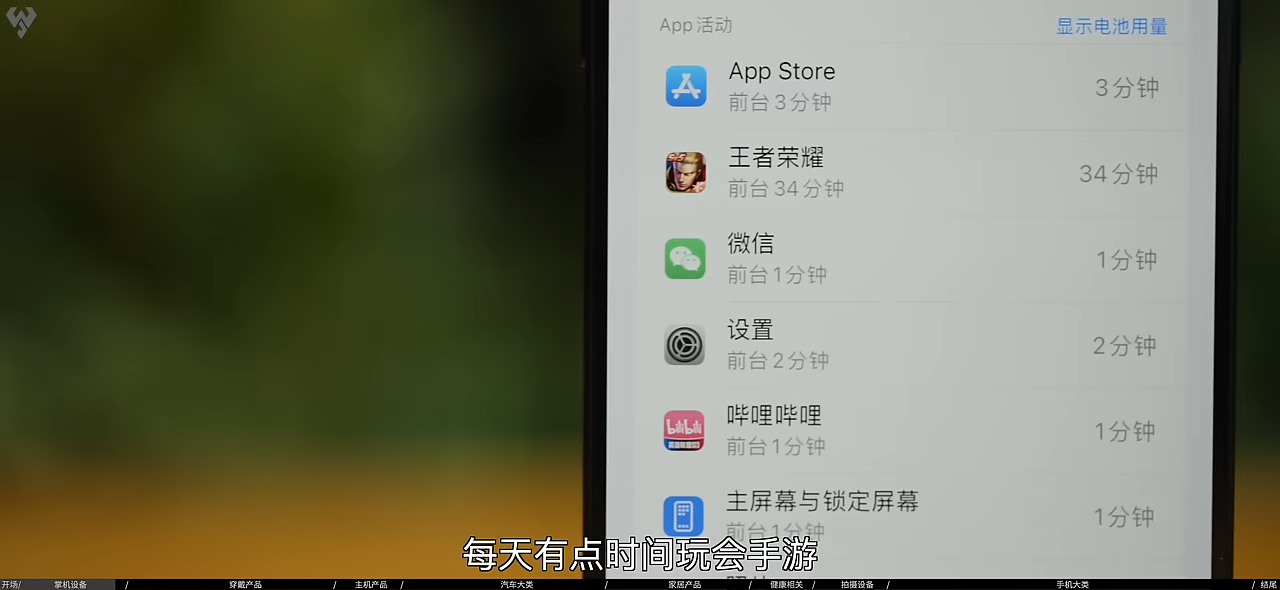 App 活动
显示电池用量
App Store
前台 3 分钟
3 分钟
王者荣耀
前台 34 分钟
34 分钟
微信
前台 1 分钟
1 分钟
设置
前台 2 分钟
2 分钟
哔哩哔哩
前台 1 分钟
1 分钟
bilibili
主屏幕与锁定屏幕
前台 1 分钟
1 分钟
每天有点时间玩会手游
开场/ 掌机设备 / 穿戴产品 / 主机产品 / 汽车大类 / 家居产品 / 健康相关 / 拍摄设备 / 手机大类 / 结尾